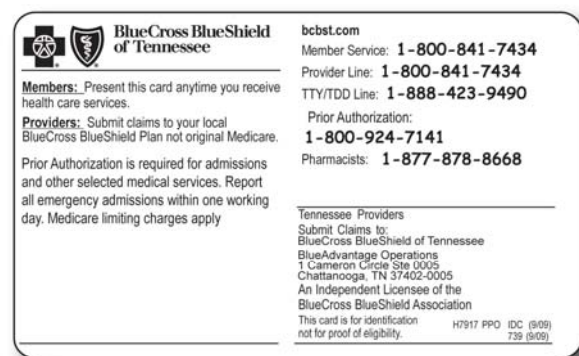 BlueCross BlueShield
of Tennessee
Members: Present this card anytime you receive
health care services.
Providers: Submit claims to your local
BlueCross BlueShield Plan not original Medicare.
Prior Authorization is required for admissions
and other selected medical services. Report
all emergency admissions within one working
day. Medicare limiting charges apply
bcbst.com
Member Service: 1-800-841-7434
Provider Line: 1-800-841-7434
TTY/TDD Line: 1-888-423-9490
Prior Authorization:
1-800-924-7141
Pharmacists: 1-877-878-8668
Tennessee Providers
Submit Claims to:
BlueCross BlueShield of Tennessee
BlueAdvantage Operations
1 Cameron Circle Ste 0005
Chattanooga, TN 37402-0005
An Independent Licensee of the
BlueCross BlueShield Association
This card is for identification
not for proof of eligibility.
H7917 PPO IDC (9/09)
739 (9/09)